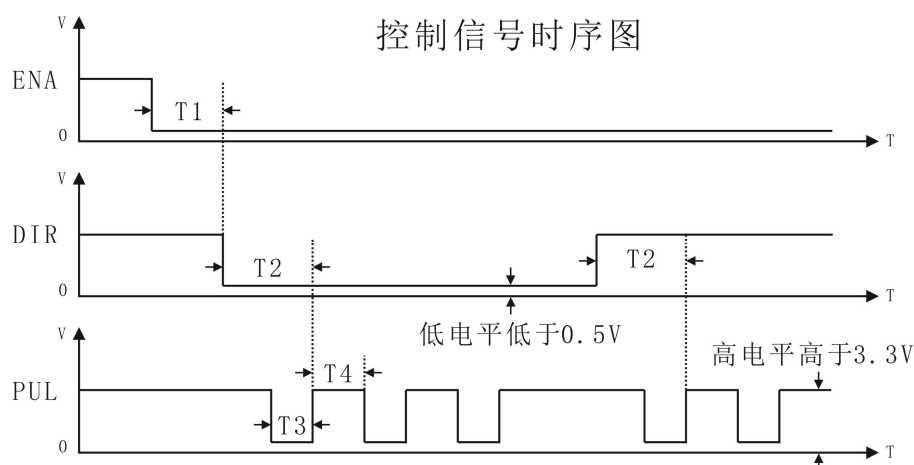 控制信号时序图
V
ENA
T1
0
T
V
DIR
T2
T2
0
T
低电平低于0.5V
V
高电平高于3.3V
PUL
T4
T3
0
T